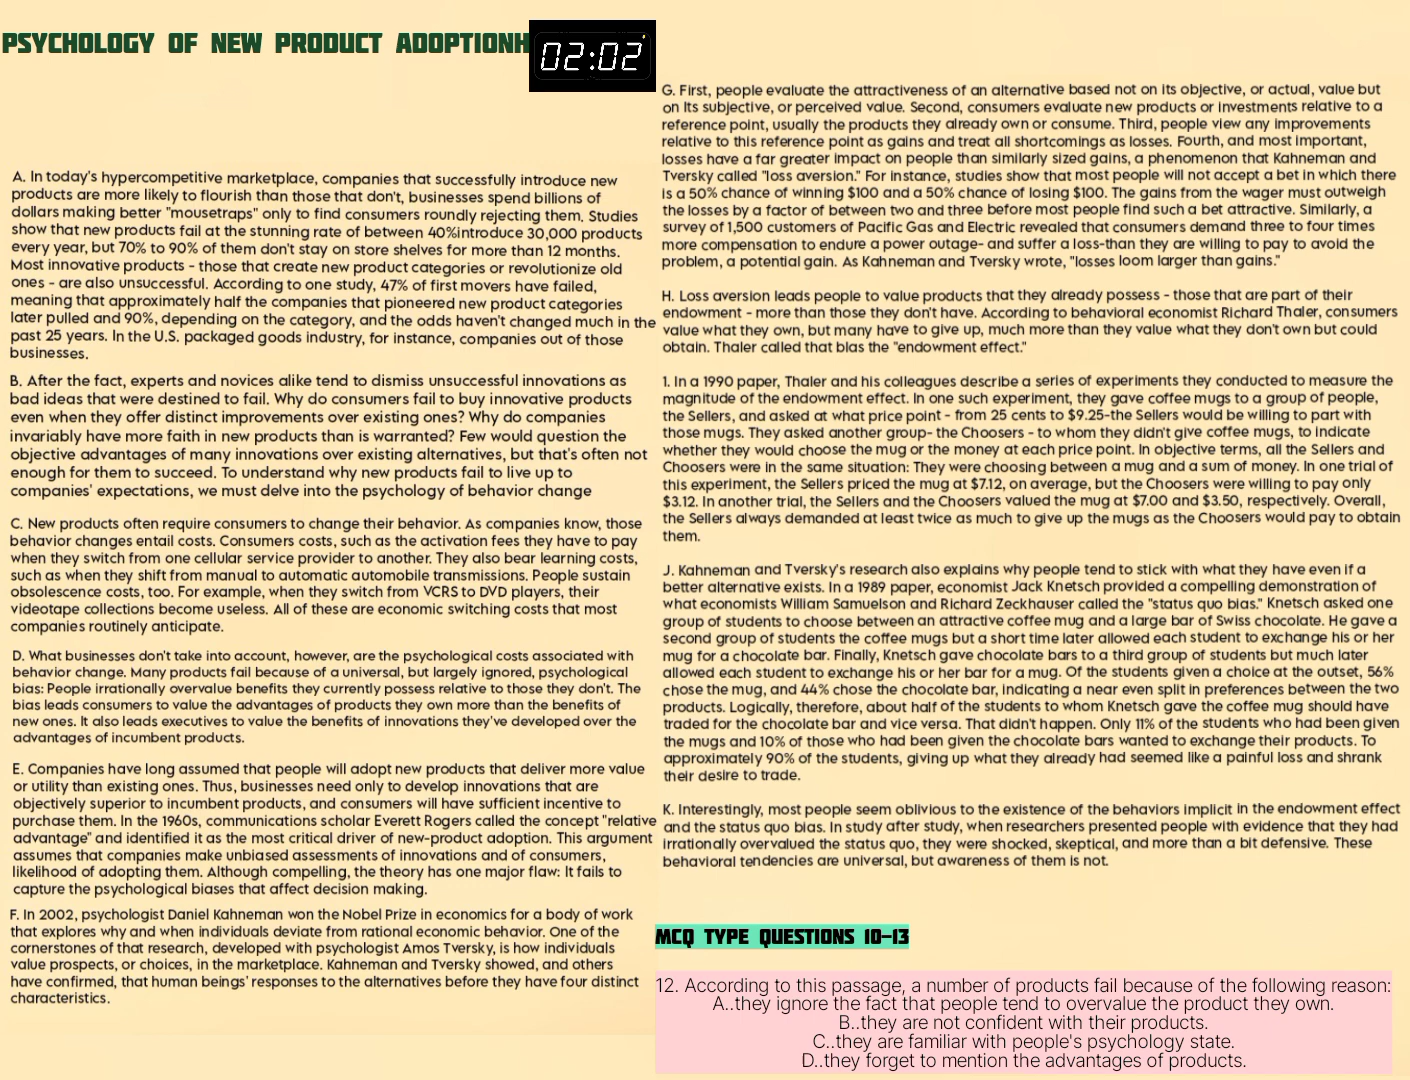 PSYCHOLOGY OF NEW PRODUCT ADOPTIONH
02:02
A. In today's hypercompetitive marketplace, companies that successfully introduce new
products are more likely to flourish than those that don't, businesses spend billions of
dollars making better "mousetraps" only to find consumers roundly rejecting them. Studies
show that new products fail at the stunning rate of between 40%introduce 30,000 products
every year, but 70% to 90% of them don't stay on store shelves for more than 12 months.
Most innovative products - those that create new product categories or revolutionize old
ones - are also unsuccessful. According to one study, 47% of first movers have failed,
meaning that approximately half the companies that pioneered new product categories
later pulled and 90%, depending on the category, and the odds haven't changed much in the
past 25 years. In the U.S. packaged goods industry, for instance, companies out of those
businesses.
B. After the fact, experts and novices alike tend to dismiss unsuccessful innovations as
bad ideas that were destined to fail. Why do consumers fail to buy innovative products
even when they offer distinct improvements over existing ones? Why do companies
invariably have more faith in new products than is warranted? Few would question the
objective advantages of many innovations over existing alternatives, but that's often not
enough for them to succeed. To understand why new products fail to live up to
companies' expectations, we must delve into the psychology of behavior change
C. New products often require consumers to change their behavior. As companies know, those
behavior changes entail costs. Consumers costs, such as the activation fees they have to pay
when they switch from one cellular service provider to another. They also bear learning costs,
such as when they shift from manual to automatic automobile transmissions. People sustain
obsolescence costs, too. For example, when they switch from VCRS to DVD players, their
videotape collections become useless. All of these are economic switching costs that most
companies routinely anticipate.
D. What businesses don't take into account, however, are the psychological costs associated with
behavior change. Many products fail because of a universal, but largely ignored, psychological
bias: People irrationally overvalue benefits they currently possess relative to those they don't. The
bias leads consumers to value the advantages of products they own more than the benefits of
new ones. It also leads executives to value the benefits of innovations they've developed over the
advantages of incumbent products.
E. Companies have long assumed that people will adopt new products that deliver more value
or utility than existing ones. Thus, businesses need only to develop innovations that are
objectively superior to incumbent products, and consumers will have sufficient incentive to
purchase them. In the 1960s, communications scholar Everett Rogers called the concept "relative
advantage" and identified it as the most critical driver of new-product adoption. This argument
assumes that companies make unbiased assessments of innovations and of consumers,
likelihood of adopting them. Although compelling, the theory has one major flaw: It fails to
capture the psychological biases that affect decision making.
F. In 2002, psychologist Daniel Kahneman won the Nobel Prize in economics for a body of work
that explores why and when individuals deviate from rational economic behavior. One of the
cornerstones of that research, developed with psychologist Amos Tversky, is how individuals
value prospects, or choices, in the marketplace. Kahneman and Tversky showed, and others
have confirmed, that human beings' responses to the alternatives before they have four distinct
characteristics.
G. First, people evaluate the attractiveness of an alternative based not on its objective, or actual, value but
on its subjective, or perceived value. Second, consumers evaluate new products or investments relative to a
reference point, usually the products they already own or consume. Third, people view any improvements
relative to this reference point as gains and treat all shortcomings as losses. Fourth, and most important,
losses have a far greater impact on people than similarly sized gains, a phenomenon that Kahneman and
Tversky called "loss aversion." For instance, studies show that most people will not accept a bet in which there
is a 50% chance of winning $100 and a 50% chance of losing $100. The gains from the wager must outweigh
the losses by a factor of between two and three before most people find such a bet attractive. Similarly, a
survey of 1,500 customers of Pacific Gas and Electric revealed that consumers demand three to four times
more compensation to endure a power outage- and suffer a loss-than they are willing to pay to avoid the
problem, a potential gain. As Kahneman and Tversky wrote, "losses loom larger than gains."
H. Loss aversion leads people to value products that they already possess - those that are part of their
endowment - more than those they don't have. According to behavioral economist Richard Thaler, consumers
value what they own, but many have to give up, much more than they value what they don't own but could
obtain. Thaler called that bias the "endowment effect."
1. In a 1990 paper, Thaler and his colleagues describe a series of experiments they conducted to measure the
magnitude of the endowment effect. In one such experiment, they gave coffee mugs to a group of people,
the Sellers, and asked at what price point - from 25 cents to $9.25-the Sellers would be willing to part with
those mugs. They asked another group- the Choosers - to whom they didn't give coffee mugs, to indicate
whether they would choose the mug or the money at each price point. In objective terms, all the Sellers and
Choosers were in the same situation: They were choosing between a mug and a sum of money. In one trial of
this experiment, the Sellers priced the mug at $7.12, on average, but the Choosers were willing to pay only
$3.12. In another trial, the Sellers and the Choosers valued the mug at $7.00 and $3.50, respectively. Overall,
the Sellers always demanded at least twice as much to give up the mugs as the Choosers would pay to obtain
them.
J. Kahneman and Tversky's research also explains why people tend to stick with what they have even if a
better alternative exists. In a 1989 paper, economist Jack Knetsch provided a compelling demonstration of
what economists William Samuelson and Richard Zeckhauser called the "status quo bias." Knetsch asked one
group of students to choose between an attractive coffee mug and a large bar of Swiss chocolate. He gave a
second group of students the coffee mugs but a short time later allowed each student to exchange his or her
mug for a chocolate bar. Finally, Knetsch gave chocolate bars to a third group of students but much later
allowed each student to exchange his or her bar for a mug. Of the students given a choice at the outset, 56%
chose the mug, and 44% chose the chocolate bar, indicating a near even split in preferences between the two
products. Logically, therefore, about half of the students to whom Knetsch gave the coffee mug should have
traded for the chocolate bar and vice versa. That didn't happen. Only 11% of the students who had been given
the mugs and 10% of those who had been given the chocolate bars wanted to exchange their products. To
approximately 90% of the students, giving up what they already had seemed like a painful loss and shrank
their desire to trade.
K. Interestingly, most people seem oblivious to the existence of the behaviors implicit in the endowment effect
and the status quo bias. In study after study, when researchers presented people with evidence that they had
irrationally overvalued the status quo, they were shocked, skeptical, and more than a bit defensive. These
behavioral tendencies are universal, but awareness of them is not.
MCQ TYPE QUESTIONS 10-13
12. According to this passage, a number of products fail because of the following reason:
A..they ignore the fact that people tend to overvalue the product they own.
B..they are not confident with their products.
C..they are familiar with people's psychology state.
D..they forget to mention the advantages of products.